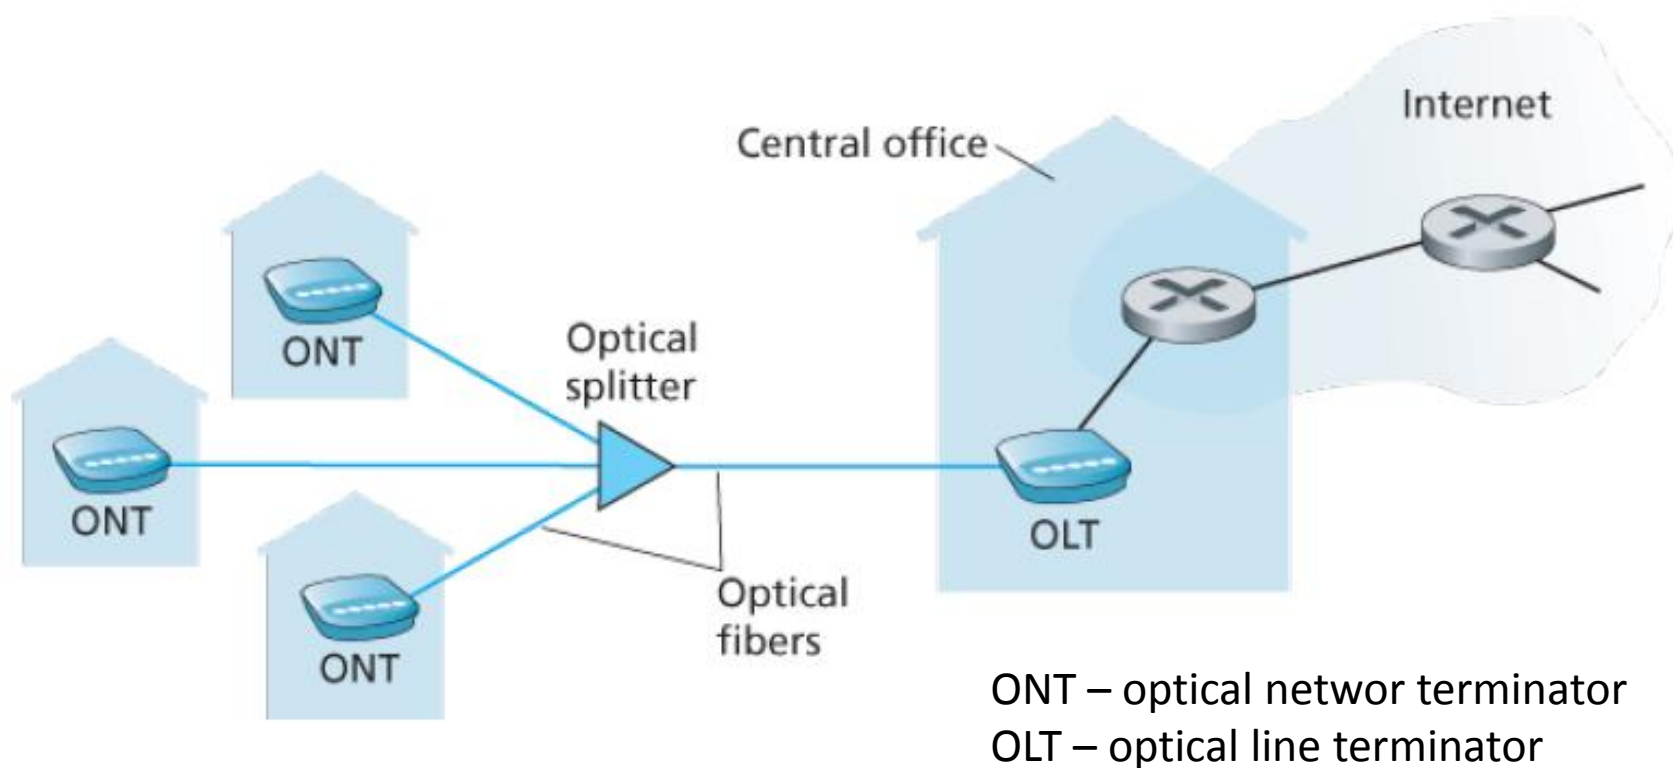 Internet
Central office
ONT
Optical
splitter
ONT
OLT
Optical
fibers
ONT
ONT – optical networ terminator
OLT – optical line terminator